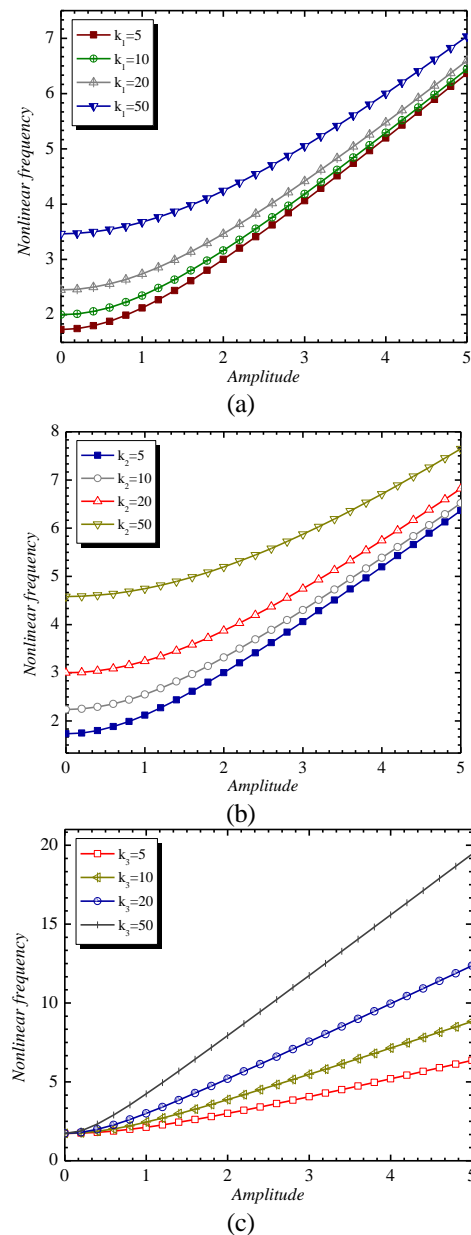 7
6
5
4
3
2
k1=5
k1=10
k1=20
k1=50
Nonlinear frequency
0 1 2 3 4 5
Amplitude
(a)
8
7
6
5
4
3
2
k2=5
k2=10
k2=20
k2=50
Nonlinear frequency
0 1 2 3 4 5
Amplitude
(b)
20
15
10
5
0
k3=5
k3=10
k3=20
k3=50
Nonlinear frequency
0 1 2 3 4 5
Amplitude
(c)